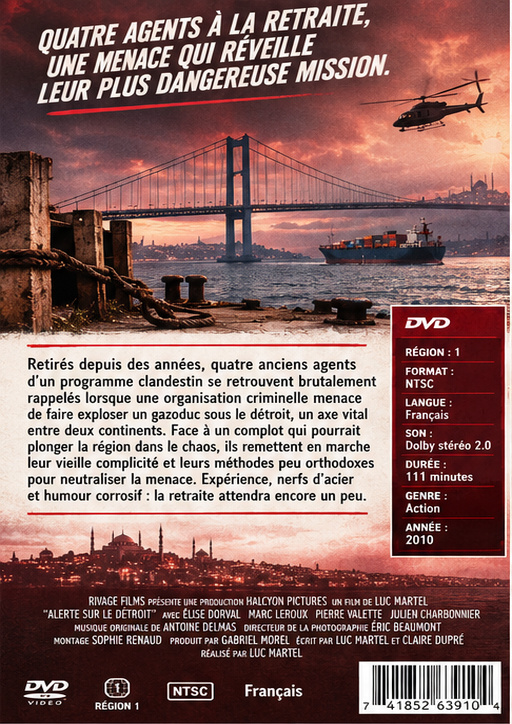 QUATRE AGENTS À LA RETRAITE,
UNE MENACE QUI RÉVEILLE
LEUR PLUS DANGEREUSE MISSION.
Retirés depuis des années, quatre anciens agents
d'un programme clandestin se retrouvent brutalement
rappelés lorsque une organisation criminelle menace
de faire exploser un gazoduc sous le détroit, un axe vital
entre deux continents. Face à un complot qui pourrait
plonger la région dans le chaos, ils remettent en marche
leur vieille complicité et leurs méthodes peu orthodoxes
pour neutraliser la menace. Expérience, nerfs d'acier
et humour corrosif : la retraite attendra encore un peu.
DVD
RÉGION : 1
FORMAT :
NTSC
LANGUE :
Français
SON :
Dolby stéréo 2.0
DURÉE :
111 minutes
GENRE :
Action
ANNÉE :
2010
RIVAGE FILMS PRÉSENTE UNE PRODUCTION HALCYON PICTURES UN FILM DE LUC MARTEL
"ALERTE SUR LE DÉTROIT" AVEC ÉLISE DORVAL MARC LEROUX PIERRE VALETTE JULIEN CHARBONNIER
MUSIQUE ORIGINALE DE ANTOINE DELMAS DIRECTEUR DE LA PHOTOGRAPHIE ÉRIC BEAUMONT
MONTAGE SOPHIE RENAUD PRODUIT PAR GABRIEL MOREL ÉCRIT PAR LUC MARTEL ET CLAIRE DUPRÉ
RÉALISÉ PAR LUC MARTEL
DVD
VIDEO
1
RÉGION 1
NTSC
Français
7 41852 63910 4